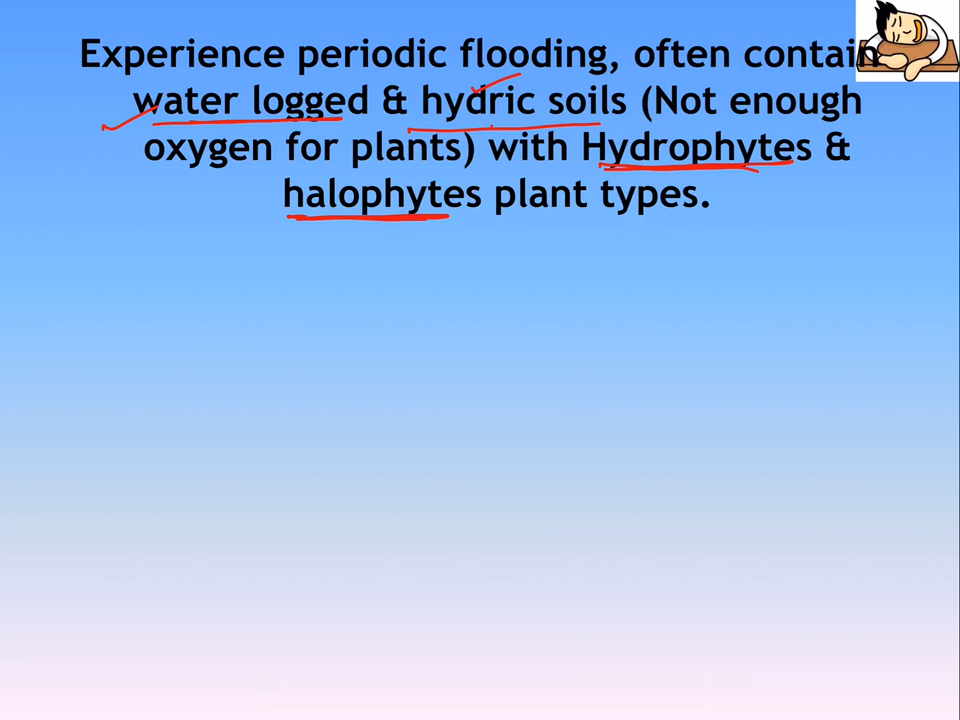 Experience periodic flooding, often contain
water logged & hydric soils (Not enough
oxygen for plants) with Hydrophytes &
halophytes plant types.